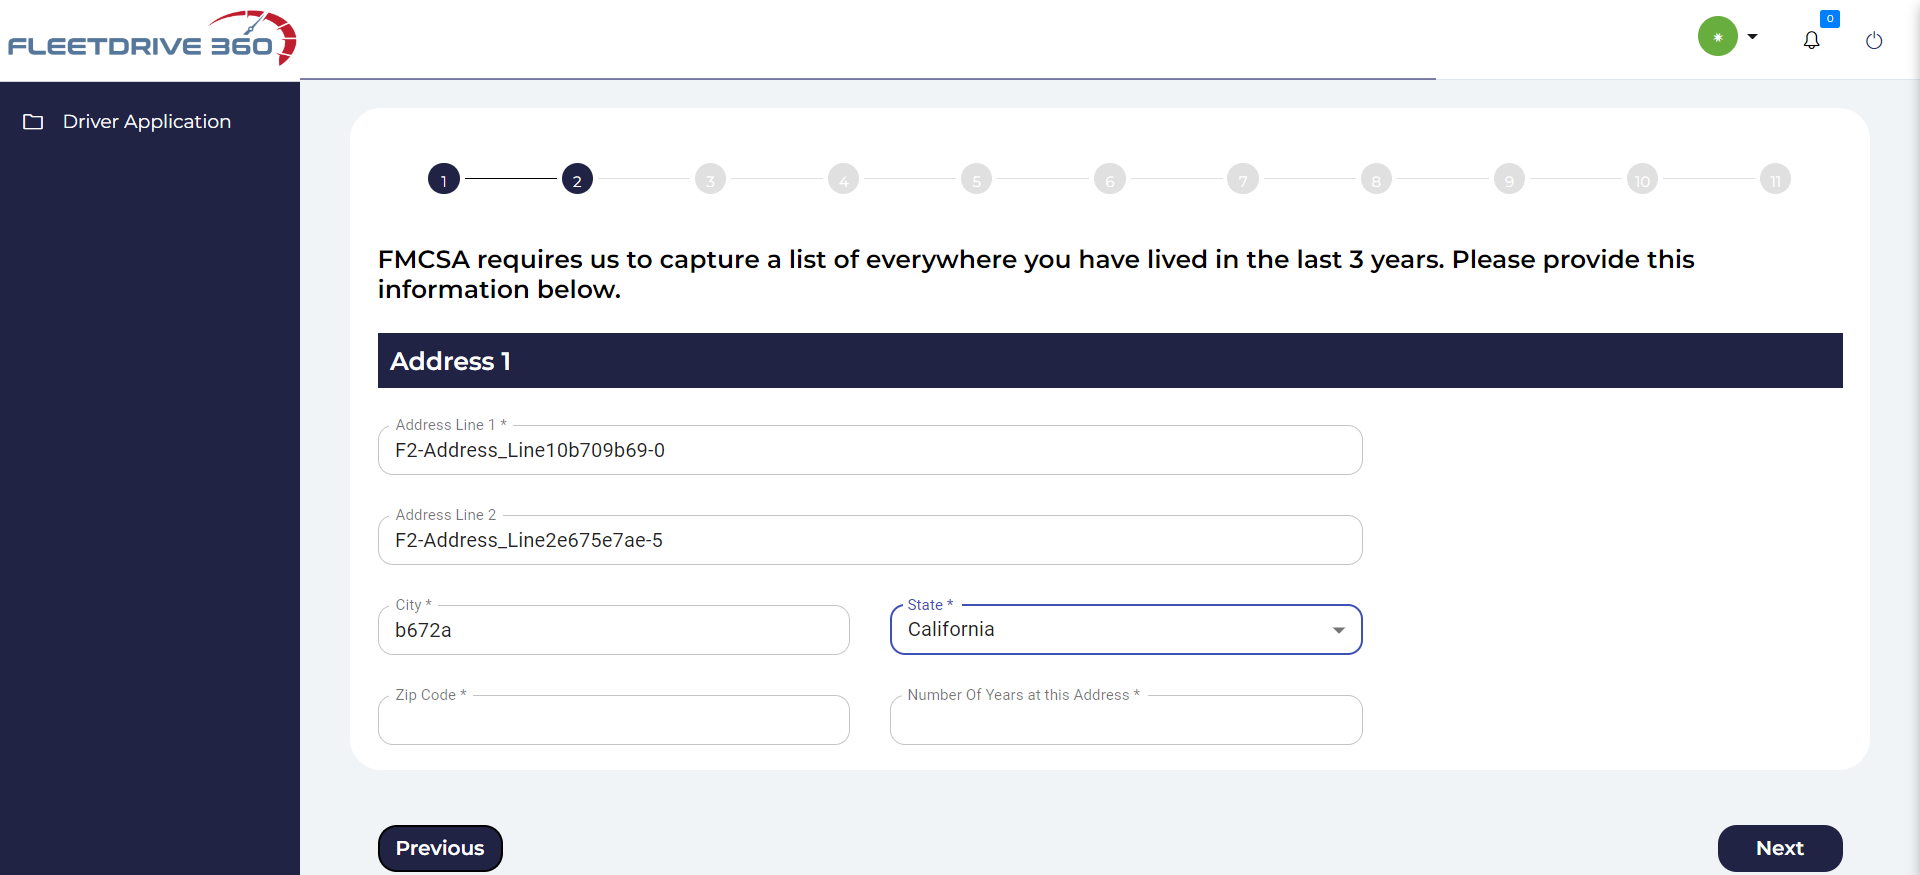 FLEETDRIVE 360
0
Driver Application
1 2 3 4 5 6 7 8 9 10 11
FMCSA requires us to capture a list of everywhere you have lived in the last 3 years. Please provide this
information below.
Address 1
Address Line 1 *
F2-Address_Line10b709b69-0
Address Line 2
F2-Address_Line2e675e7ae-5
City *
b672a
State *
California
Zip Code *
Number Of Years at this Address *
Previous
Next